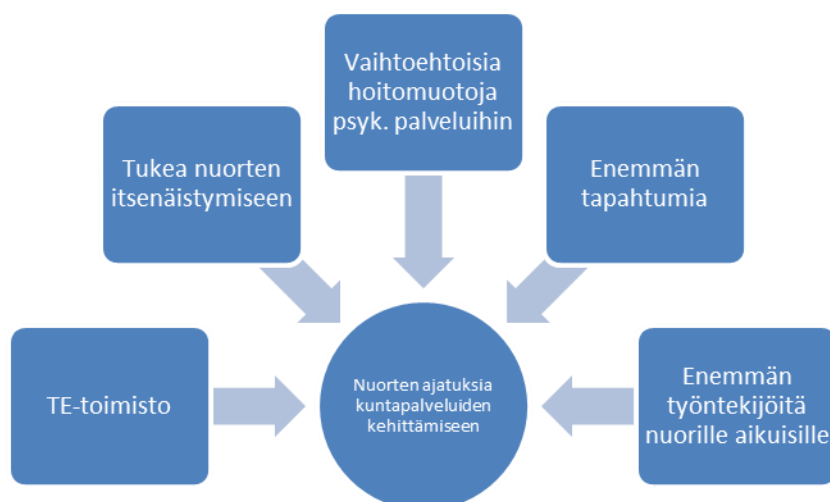 Vaihtoehtoisia
hoitomuotoja
psyk. palveluihin
Tukea nuorten
itsenäistymiseen
Enemmän
tapahtumia
TE-toimisto
Nuorten ajatuksia
kuntapalveluiden
kehittämiseen
Enemmän
työntekijöitä
nuorille aikuisille